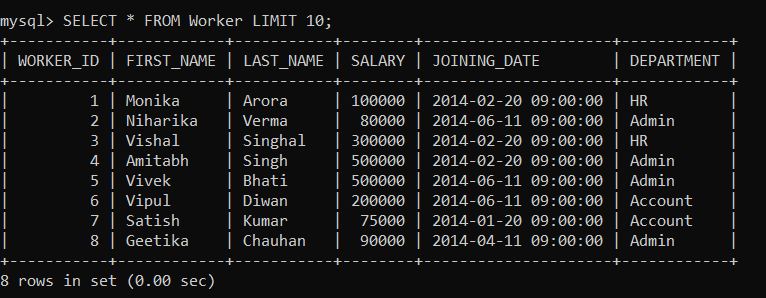 mysql> SELECT * FROM Worker LIMIT 10;
+-----------+------------+-----------+--------+---------------------+------------+
| WORKER_ID | FIRST_NAME | LAST_NAME | SALARY | JOINING_DATE        | DEPARTMENT |
+-----------+------------+-----------+--------+---------------------+------------+
|         1 | Monika     | Arora     | 100000 | 2014-02-20 09:00:00 | HR         |
|         2 | Niharika   | Verma     |  80000 | 2014-06-11 09:00:00 | Admin      |
|         3 | Vishal     | Singhal   | 300000 | 2014-02-20 09:00:00 | HR         |
|         4 | Amitabh    | Singh     | 500000 | 2014-02-20 09:00:00 | Admin      |
|         5 | Vivek      | Bhati     | 500000 | 2014-06-11 09:00:00 | Admin      |
|         6 | Vipul      | Diwan     | 200000 | 2014-06-11 09:00:00 | Account    |
|         7 | Satish     | Kumar     |  75000 | 2014-01-20 09:00:00 | Account    |
|         8 | Geetika    | Chauhan   |  90000 | 2014-04-11 09:00:00 | Admin      |
+-----------+------------+-----------+--------+---------------------+------------+
8 rows in set (0.00 sec)